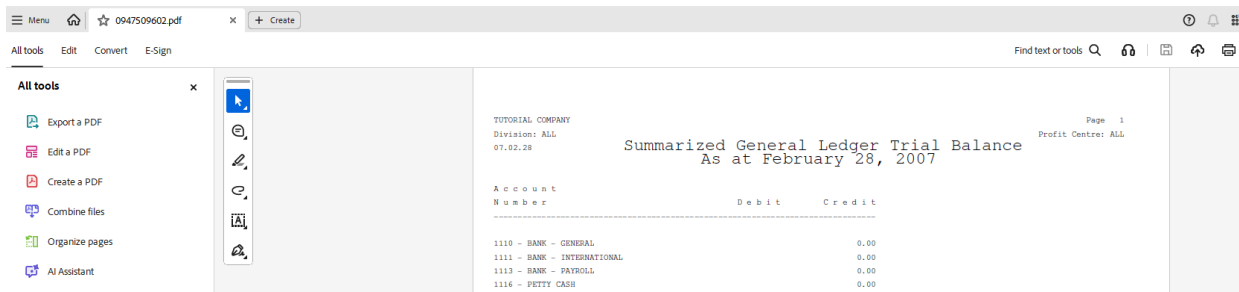 Menu 0947509602.pdf × + Create
All tools Edit Convert E-Sign Find text or tools
All tools ×
Export a PDF
Edit a PDF
Create a PDF
Combine files
Organize pages
AI Assistant
TUTORIAL COMPANY Page 1
Division: ALL Profit Centre: ALL
07.02.28 Summarized General Ledger Trial Balance
As at February 28, 2007
Account
Number Debit Credit
1110 - BANK - GENERAL 0.00
1111 - BANK - INTERNATIONAL 0.00
1113 - BANK - PAYROLL 0.00
1116 - PETTY CASH 0.00